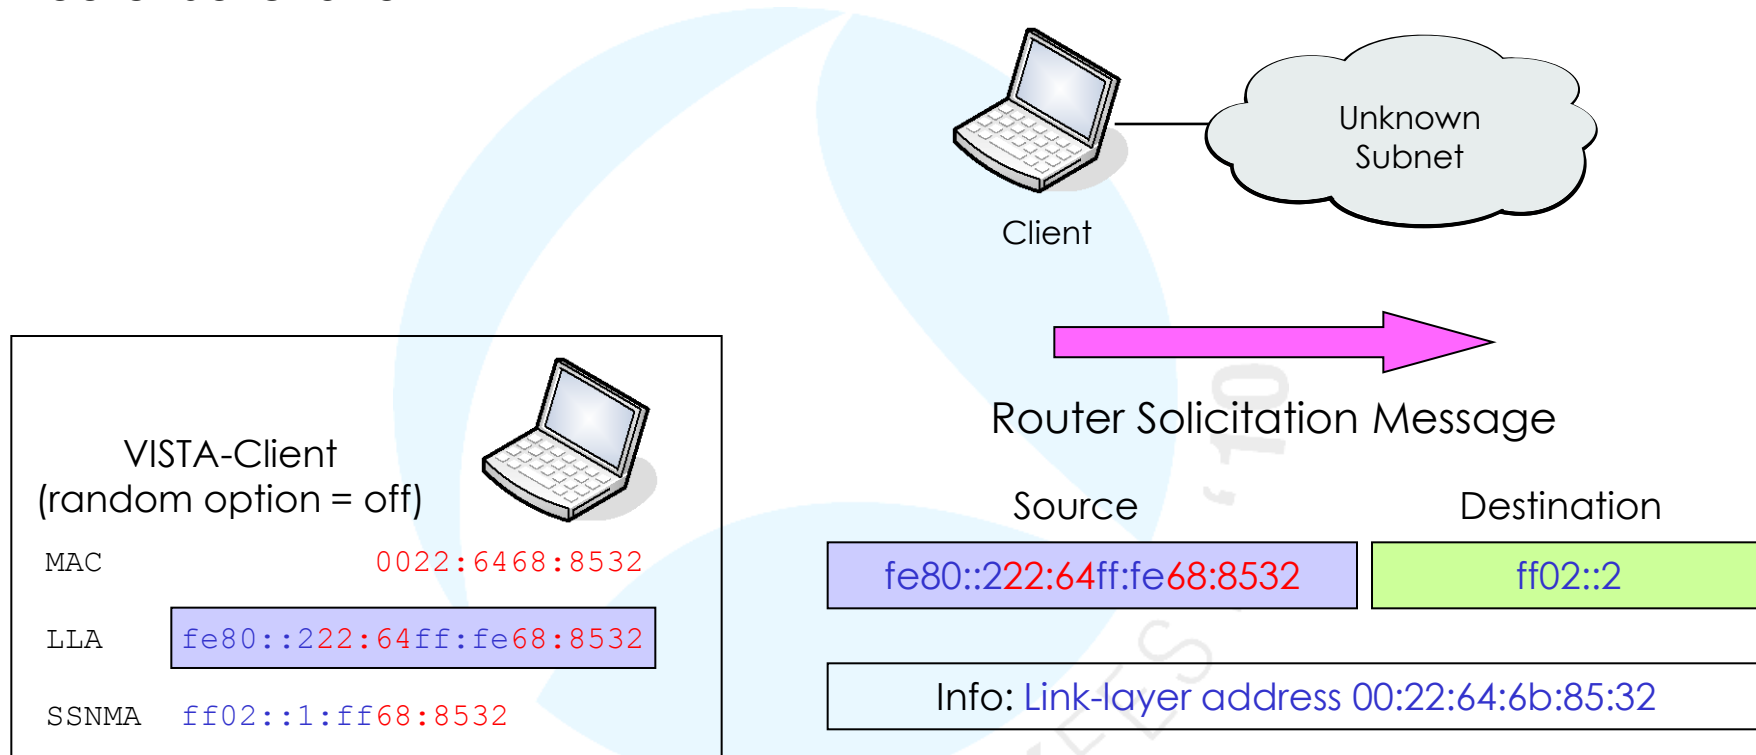 Unknown
Subnet
Client
Router Solicitation Message
Source Destination
fe80::222:64ff:fe68:8532 ff02::2
Info: Link-layer address 00:22:64:6b:85:32
VISTA-Client
(random option = off)
MAC 0022:6468:8532
LLA fe80::222:64ff:fe68:8532
SSNMA ff02::1:ff68:8532
'10